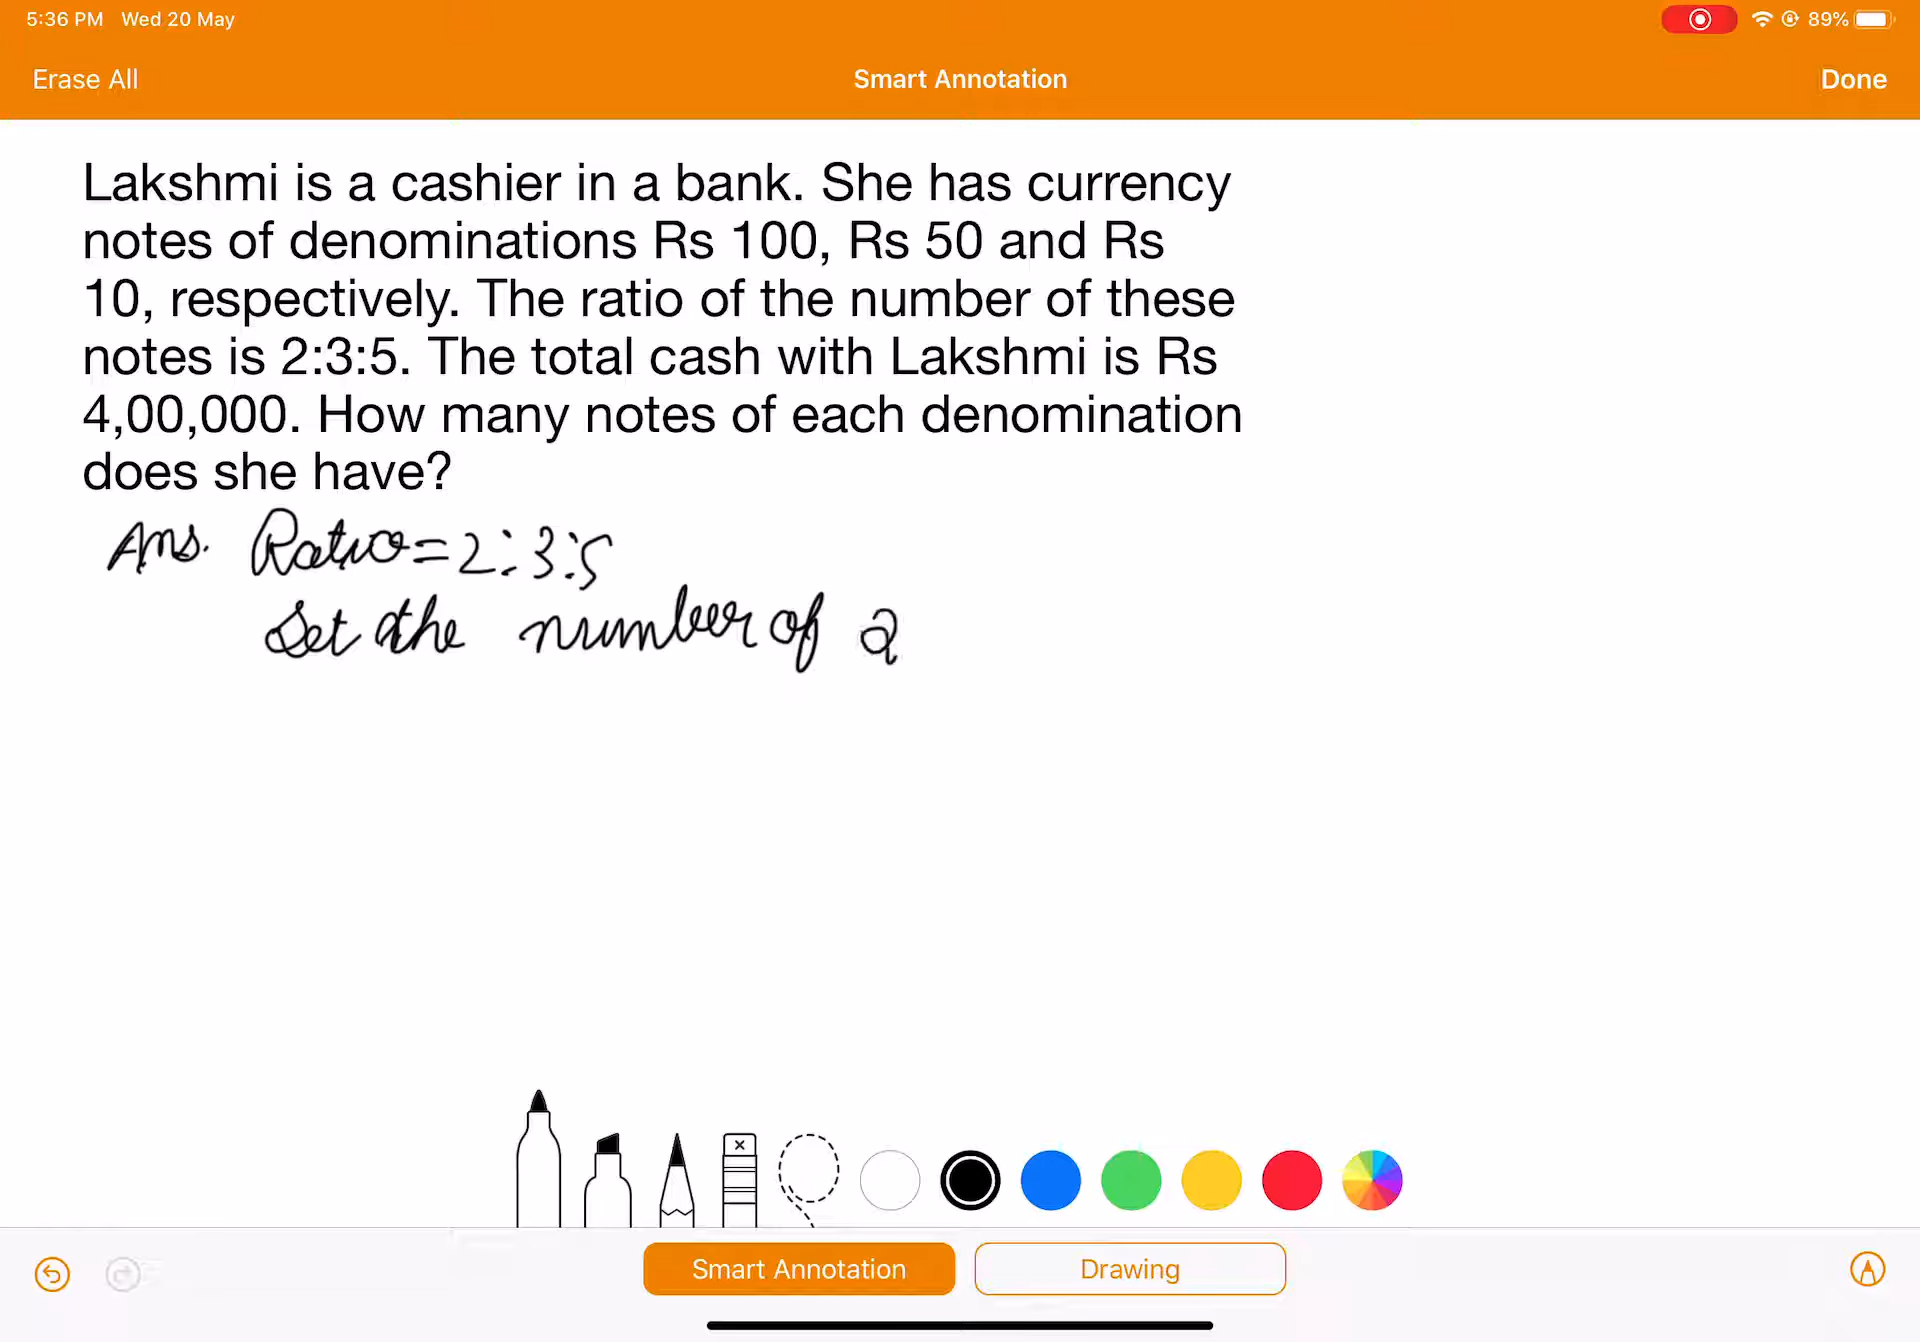 5:36 PM Wed 20 May 89%
Erase All Smart Annotation Done
Lakshmi is a cashier in a bank. She has currency
notes of denominations Rs 100, Rs 50 and Rs
10, respectively. The ratio of the number of these
notes is 2:3:5. The total cash with Lakshmi is Rs
4,00,000. How many notes of each denomination
does she have?
Ans. Ratio=2:3:5
Let the number of 2
Smart Annotation Drawing